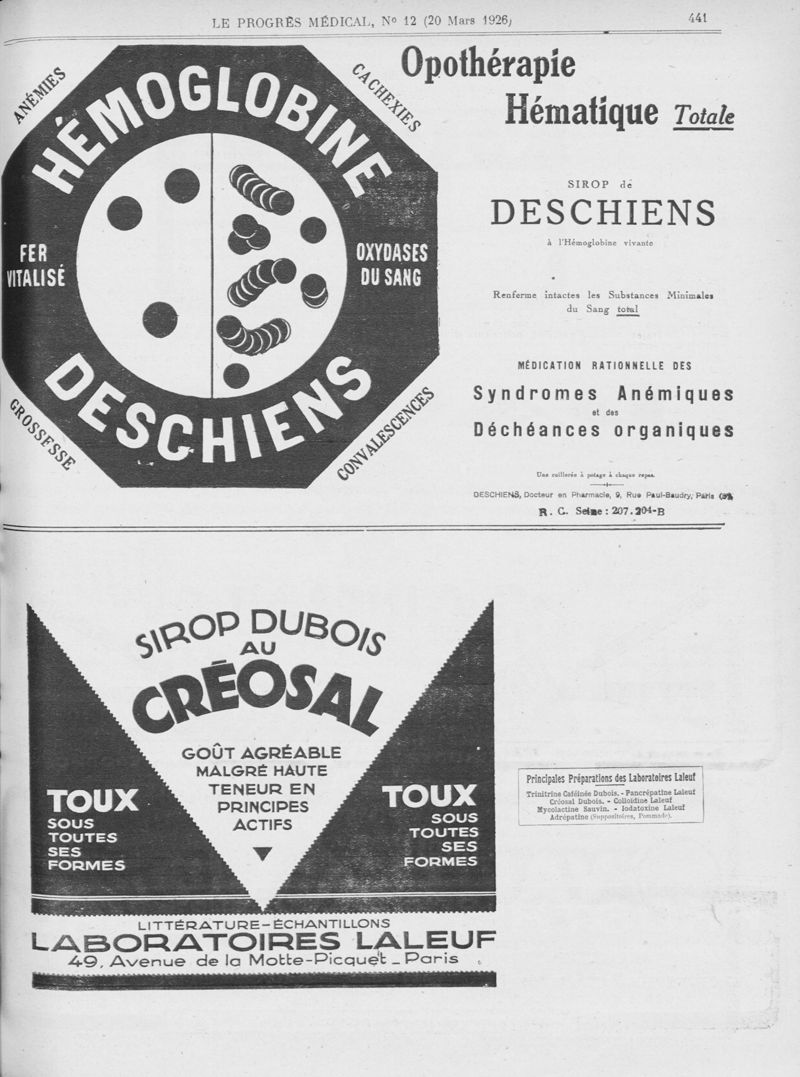 LE PROGRÈS MÉDICAL, No 12 (20 Mars 1926)
441
ANÉMIES
CACHEXIES
HÉMOGLOBINE
FER
VITALISÉ
OXYDASES
DU SANG
DESCHIENS
GROSSESSE
CONVALESCENCES
Opothérapie
Hématique Totale
SIROP de
DESCHIENS
à l'Hémoglobine vivante
Renferme intactes les Substances Minimales
du Sang total
MÉDICATION RATIONNELLE DES
Syndromes Anémiques
et des
Déchéances organiques
Une cuillerée à potage à chaque repas.
DESCHIENS, Docteur en Pharmacie, 9, Rue Paul-Baudry, Paris
R. C. Seine : 207.204-B
SIROP DUBOIS
AU
CRÉOSAL
GOÛT AGRÉABLE
MALGRÉ HAUTE
TENEUR EN
PRINCIPES
ACTIFS
TOUX
SOUS
TOUTES
SES
FORMES
TOUX
SOUS
TOUTES
SES
FORMES
LITTÉRATURE-ÉCHANTILLONS
LABORATOIRES LALEUF
49, Avenue de la Motte-Picquet _ Paris
Principales Préparations des Laboratoires Laleuf
Trinitrine Caféinée Dubois. - Pancrépatine Laleuf
Créosal Dubois. - Colloïdine Laleuf
Mycolactine Sauvin. - Iodatoxine Laleuf
Adrépatine (Suppositoires, Pommade).